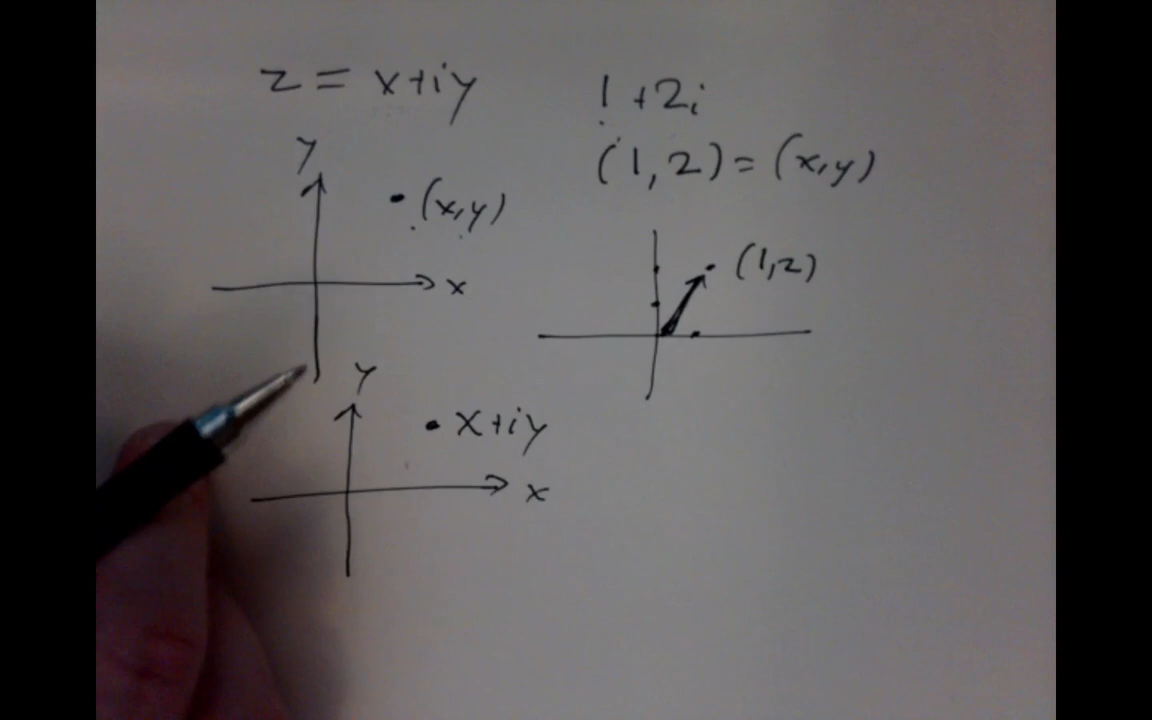 z = x+iy
1 +2i
(1,2) = (x,y)
y
(x,y)
x
(1,2)
y
x+iy
x